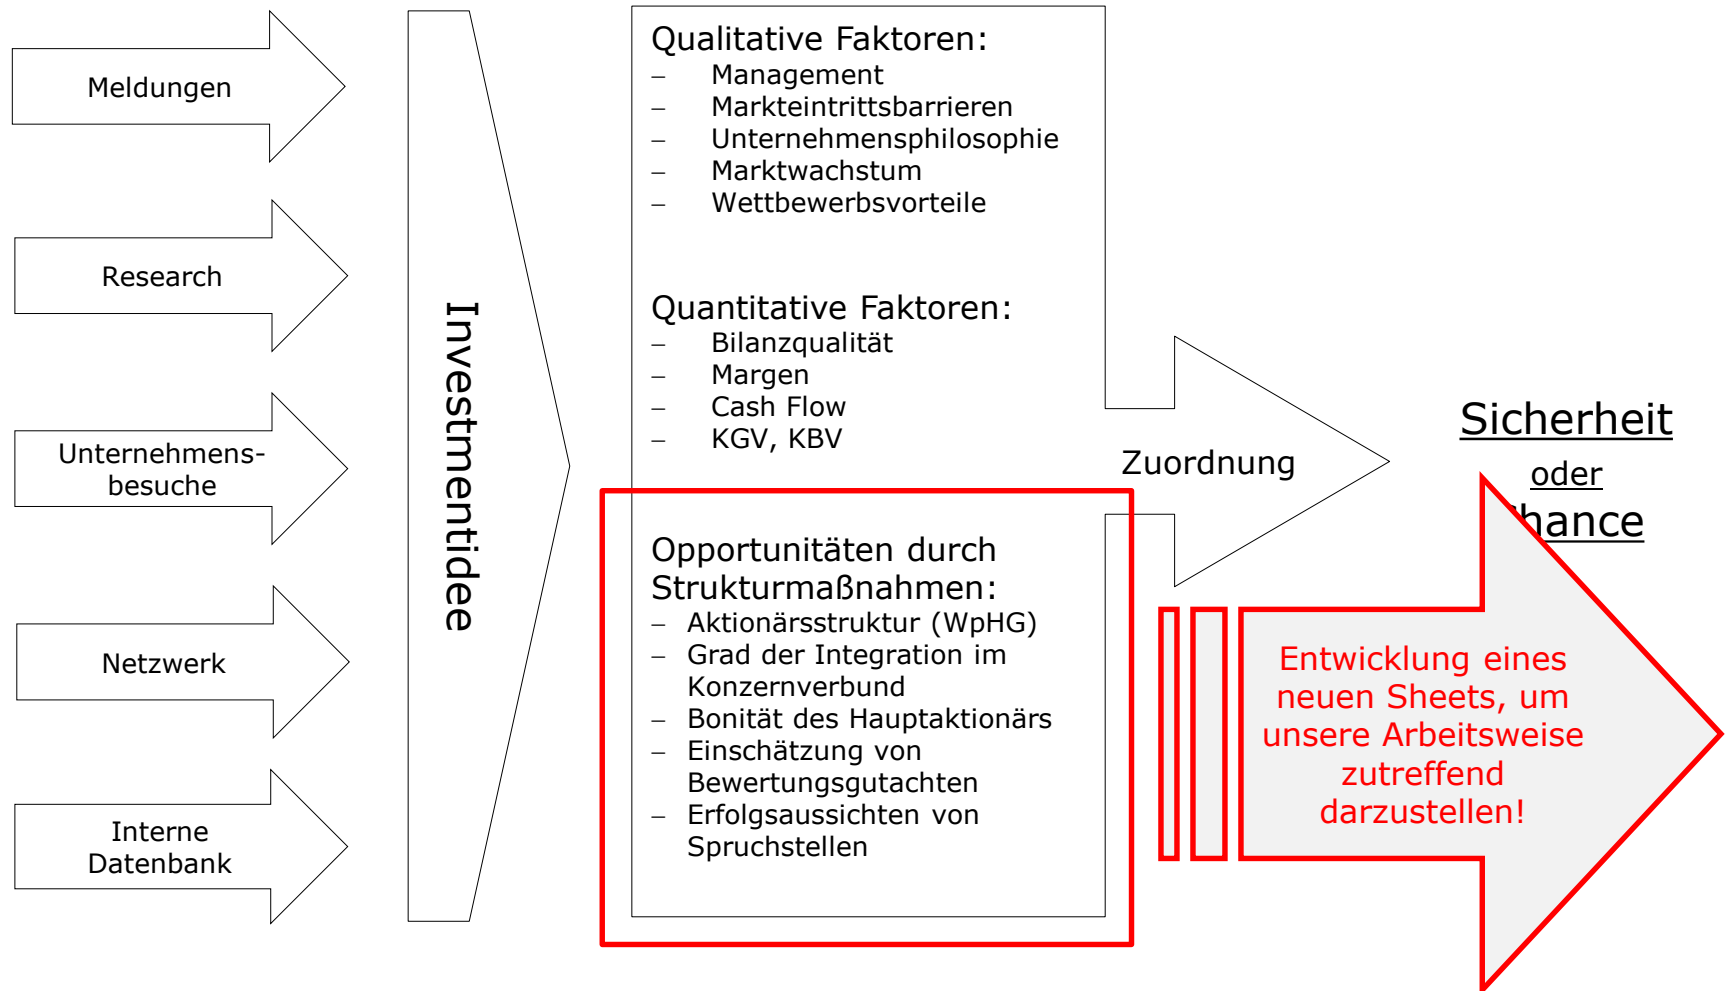 Meldungen
Research
Unternehmens-
besuche
Netzwerk
Interne
Datenbank
Investmentidee
Qualitative Faktoren:
– Management
– Markteintrittsbarrieren
– Unternehmensphilosophie
– Marktwachstum
– Wettbewerbsvorteile
Quantitative Faktoren:
– Bilanzqualität
– Margen
– Cash Flow
– KGV, KBV
Opportunitäten durch
Strukturmaßnahmen:
– Aktionärsstruktur (WpHG)
– Grad der Integration im
Konzernverbund
– Bonität des Hauptaktionärs
– Einschätzung von
Bewertungsgutachten
– Erfolgsaussichten von
Spruchstellen
Zuordnung
Sicherheit
oder
Chance
Entwicklung eines
neuen Sheets, um
unsere Arbeitsweise
zutreffend
darzustellen!